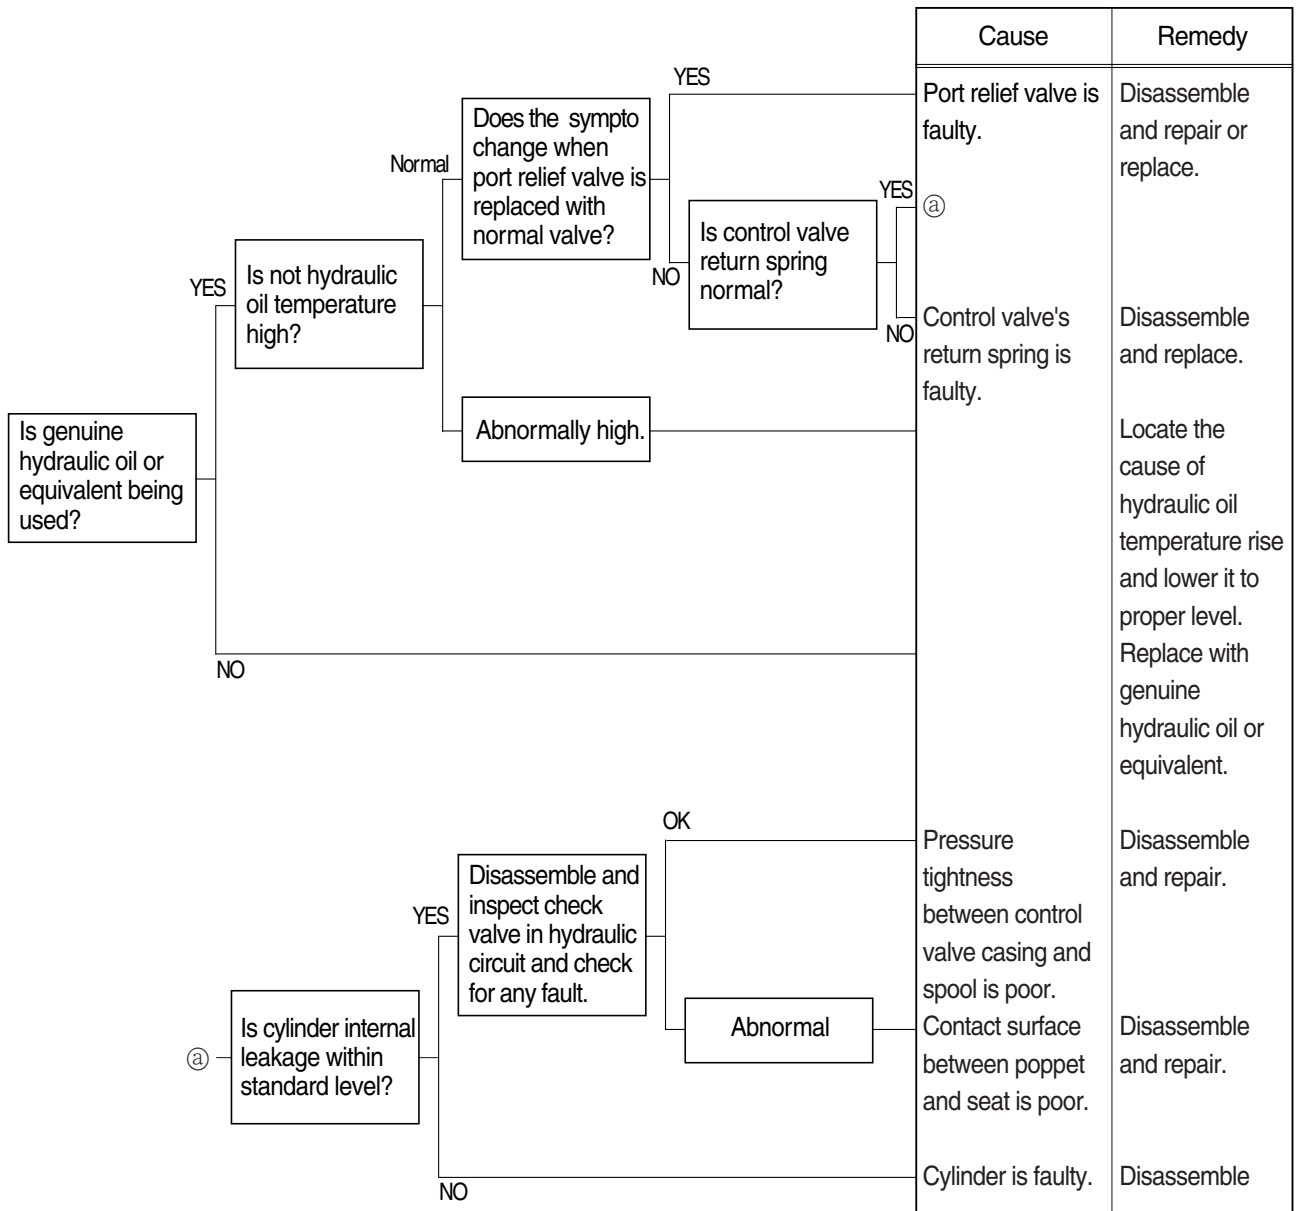 Cause
Remedy
YES
Port relief valve is
faulty.
Disassemble
and repair or
replace.
Does the sympto
change when
port relief valve is
replaced with
normal valve?
Normal
YES
ⓐ
Is control valve
return spring
normal?
NO
YES
Is not hydraulic
oil temperature
high?
NO
Control valve's
return spring is
faulty.
Disassemble
and replace.
Abnormally high.
Is genuine
hydraulic oil or
equivalent being
used?
Locate the
cause of
hydraulic oil
temperature rise
and lower it to
proper level.
NO
Replace with
genuine
hydraulic oil or
equivalent.
OK
Pressure
tightness
between control
valve casing and
spool is poor.
Disassemble
and repair.
YES
Disassemble and
inspect check
valve in hydraulic
circuit and check
for any fault.
ⓐ
Is cylinder internal
leakage within
standard level?
Abnormal
Contact surface
between poppet
and seat is poor.
Disassemble
and repair.
NO
Cylinder is faulty.
Disassemble